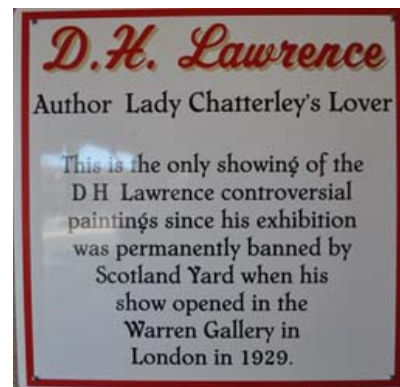 D.H. Lawrence
Author Lady Chatterley's Lover
This is the only showing of the
D H Lawrence controversial
paintings since his exhibition
was permanently banned by
Scotland Yard when his
show opened in the
Warren Gallery in
London in 1929.